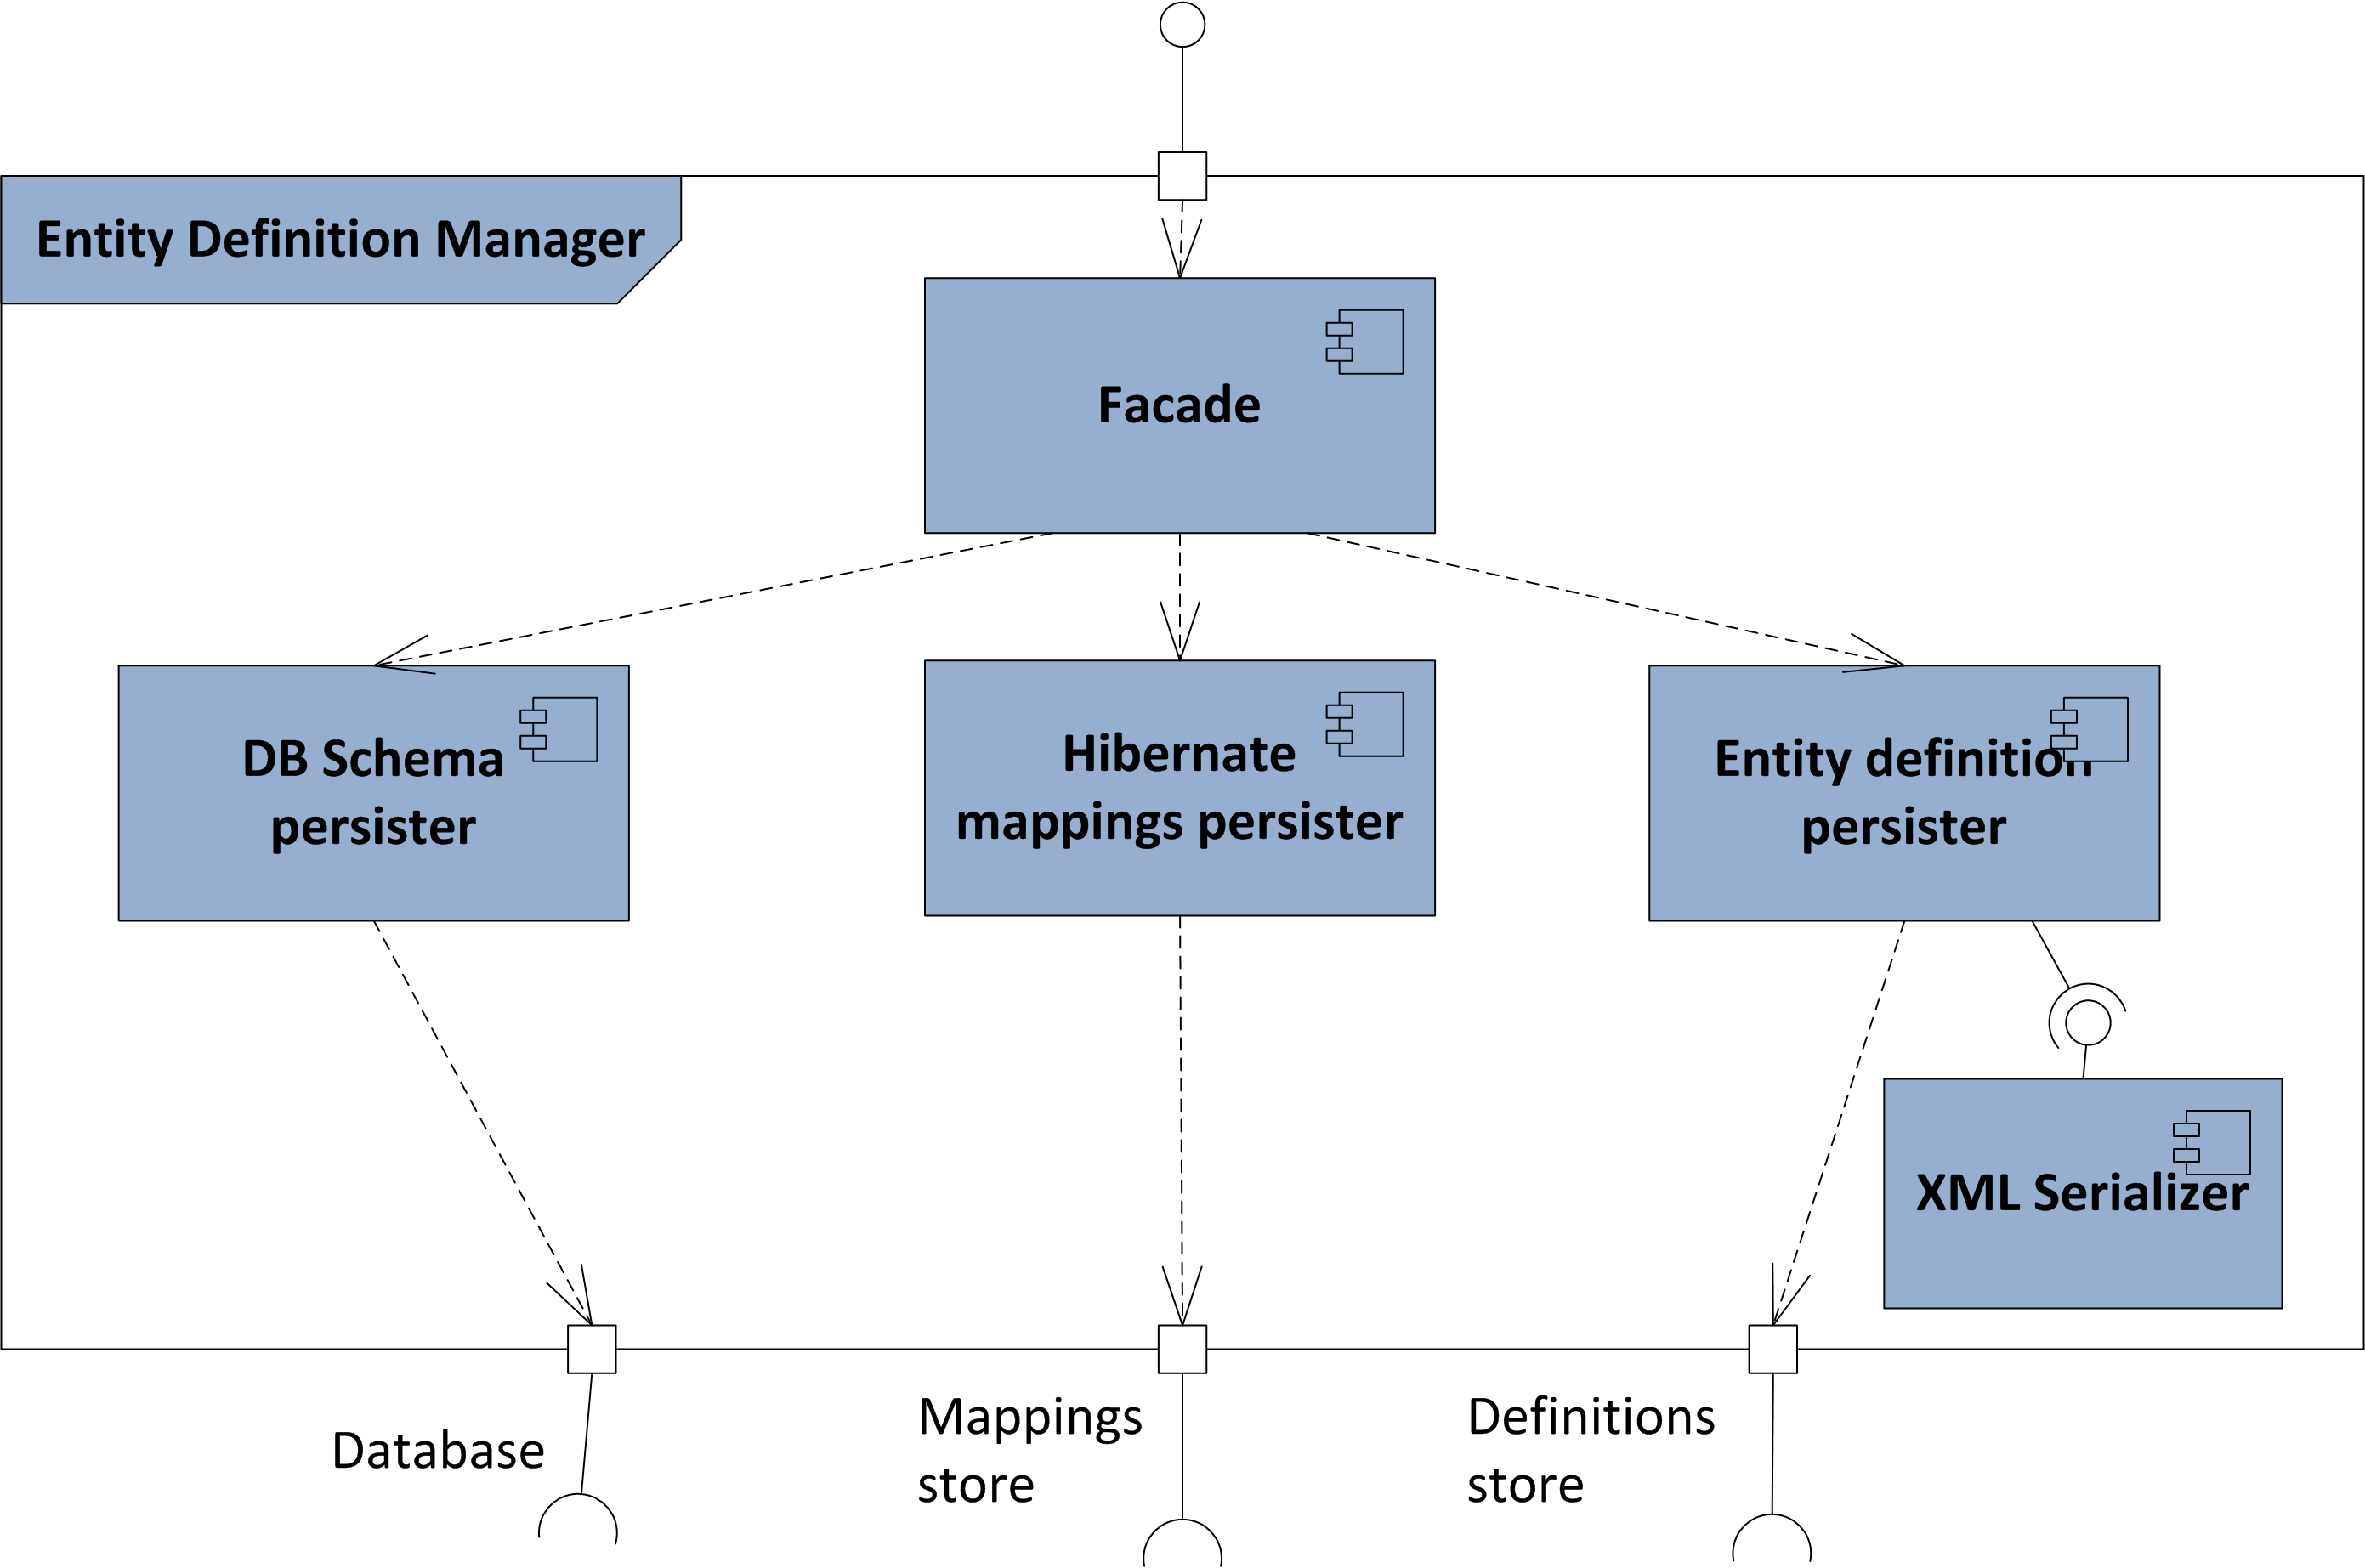 Entity Definition Manager
Facade
DB Schema
persister
Hibernate
mappings persister
Entity definition
persister
XML Serializer
Database
Mappings
store
Definitions
store